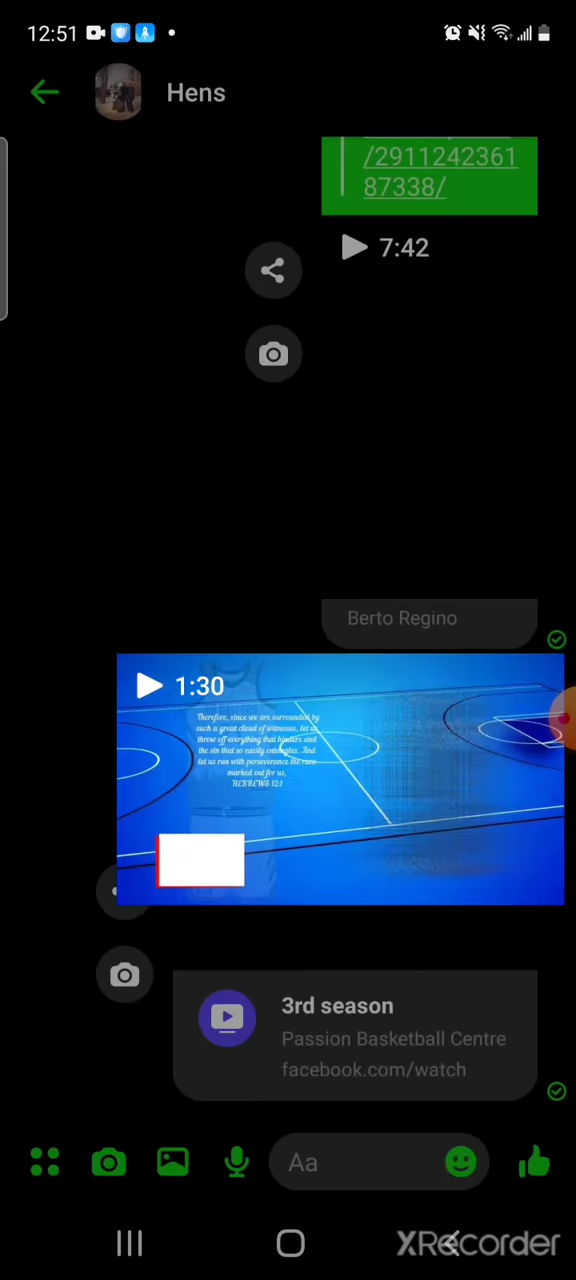 12:51
Hens
/2911242361
87338/
7:42
Berto Regino
1:30
Therefore, since we are surrounded by
such a great cloud of witnesses, let us
throw off everything that hinders and
the sin that so easily entangles. And
let us run with perseverance the race
marked out for us,
HEBREWS 12:1
3rd season
Passion Basketball Centre
facebook.com/watch
Aa
XRecorder